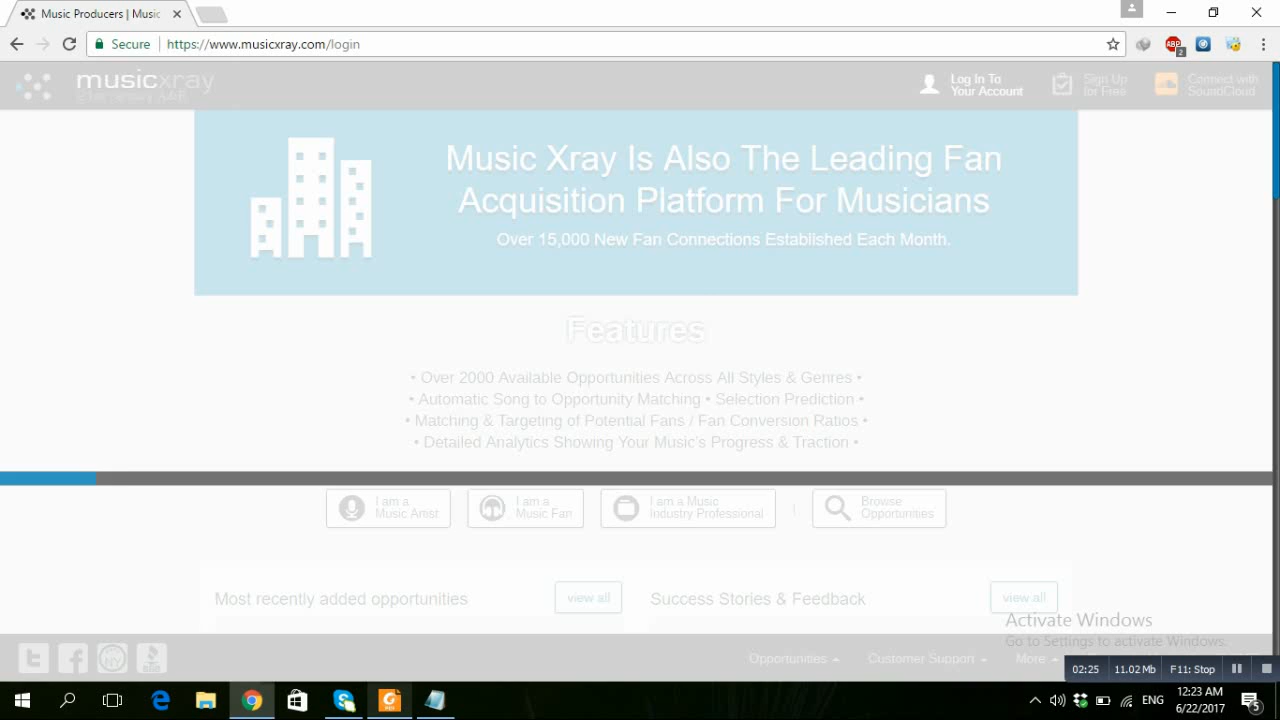 Music Producers | Music
Secure
https://www.musicxray.com/login
musicxray
Log In To
Your Account
Sign Up
for Free
Connect with
SoundCloud
Music Xray Is Also The Leading Fan
Acquisition Platform For Musicians
Over 15,000 New Fan Connections Established Each Month.
Features
• Over 2000 Available Opportunities Across All Styles & Genres •
• Automatic Song to Opportunity Matching • Selection Prediction •
• Matching & Targeting of Potential Fans / Fan Conversion Ratios •
• Detailed Analytics Showing Your Music's Progress & Traction •
I am a
Music Artist
I am a
Music Fan
I am a Music
Industry Professional
|
Browse
Opportunities
Most recently added opportunities
view all
Success Stories & Feedback
view all
Activate Windows
Go to Settings to activate Windows.
Opportunities
Customer Support
More
02:25
11.02 Mb
F11: Stop
ENG
12:23 AM
6/22/2017
5
ABP
2